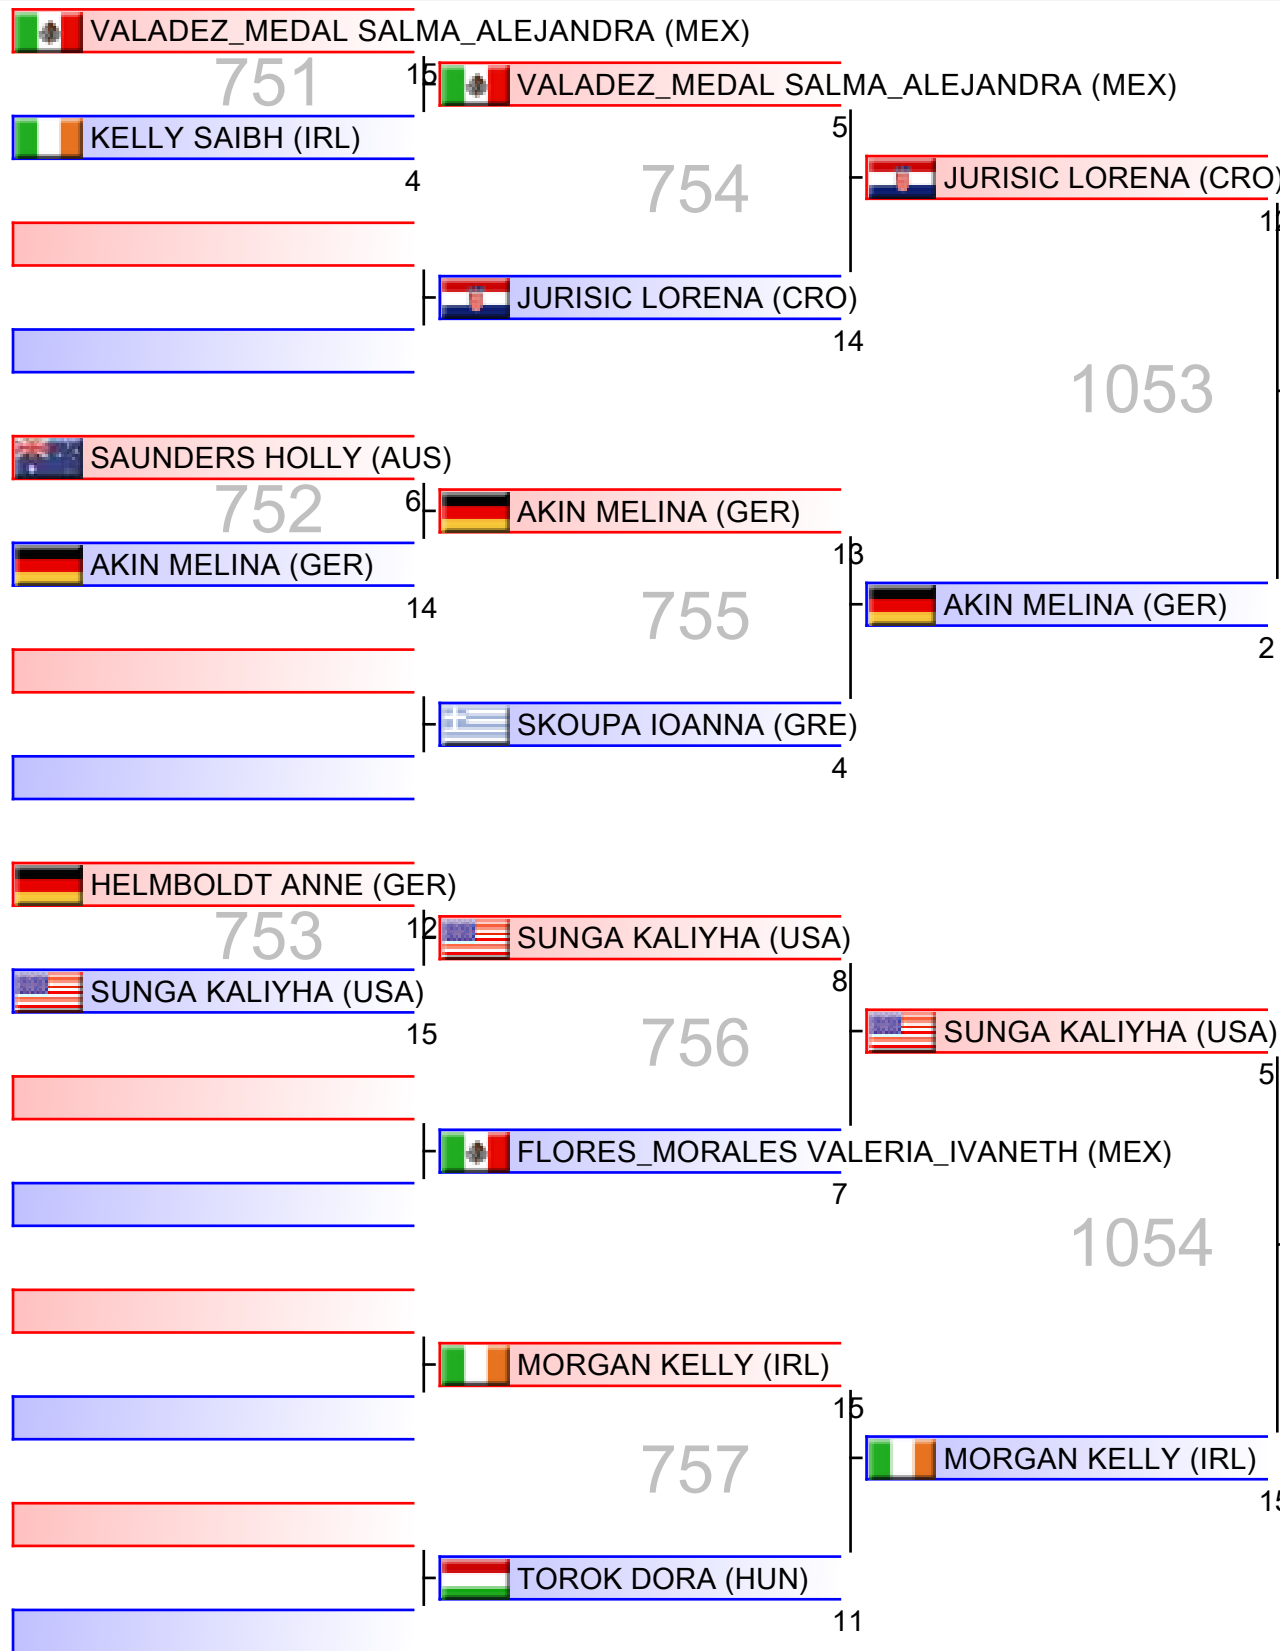 VALADEZ_MEDAL SALMA_ALEJANDRA (MEX)
751
15
VALADEZ_MEDAL SALMA_ALEJANDRA (MEX)
KELLY SAIBH (IRL)
5
4
754
JURISIC LORENA (CRO)
12
JURISIC LORENA (CRO)
14
1053
SAUNDERS HOLLY (AUS)
752
6
AKIN MELINA (GER)
AKIN MELINA (GER)
13
14
755
AKIN MELINA (GER)
2
SKOUPA IOANNA (GRE)
4
HELMBOLDT ANNE (GER)
753
12
SUNGA KALIYHA (USA)
SUNGA KALIYHA (USA)
8
15
756
SUNGA KALIYHA (USA)
5
FLORES_MORALES VALERIA_IVANETH (MEX)
7
1054
MORGAN KELLY (IRL)
15
757
MORGAN KELLY (IRL)
15
TOROK DORA (HUN)
11